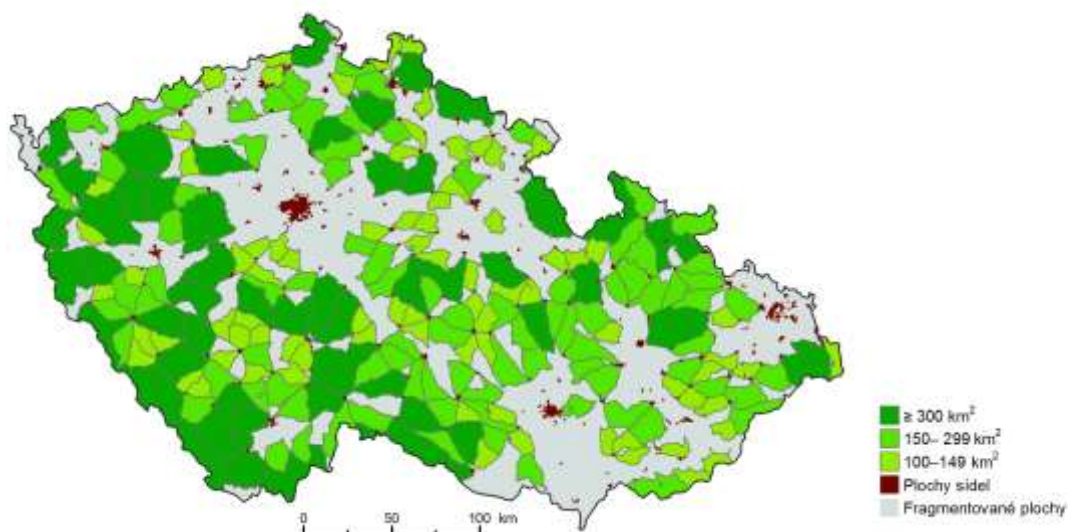 ≥ 300 km²
150– 299 km²
100–149 km²
Plochy sídel
Fragmentované plochy
0 50 100 km